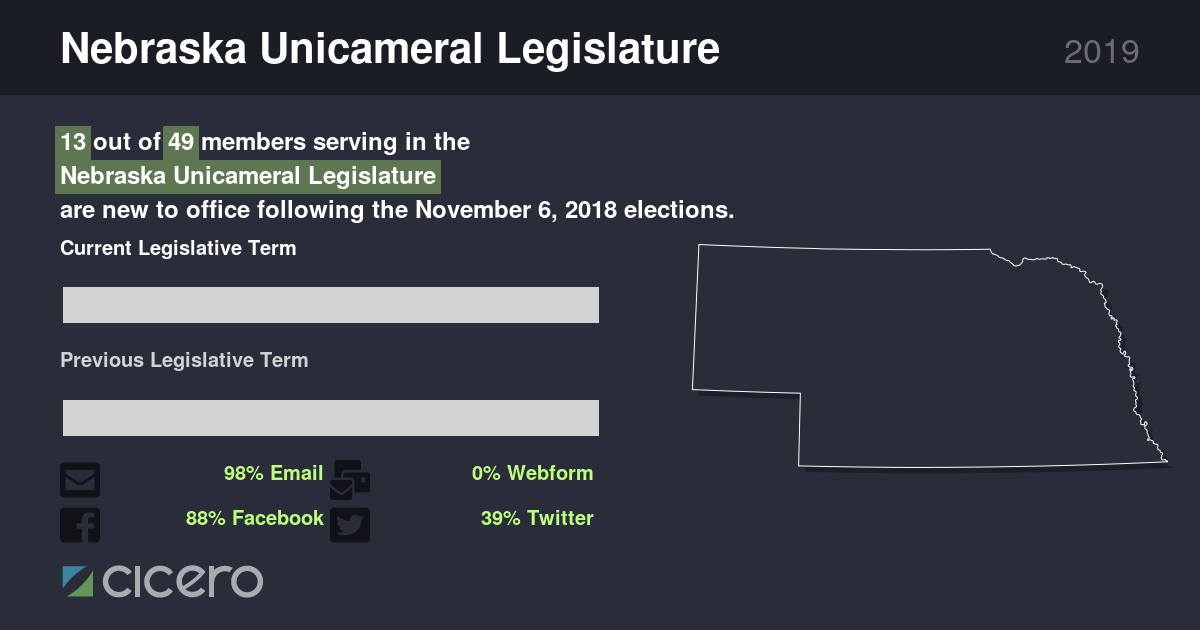 Nebraska Unicameral Legislature
2019
13 out of 49 members serving in the
Nebraska Unicameral Legislature
are new to office following the November 6, 2018 elections.
Current Legislative Term
Previous Legislative Term
98% Email
0% Webform
88% Facebook
39% Twitter
cicero